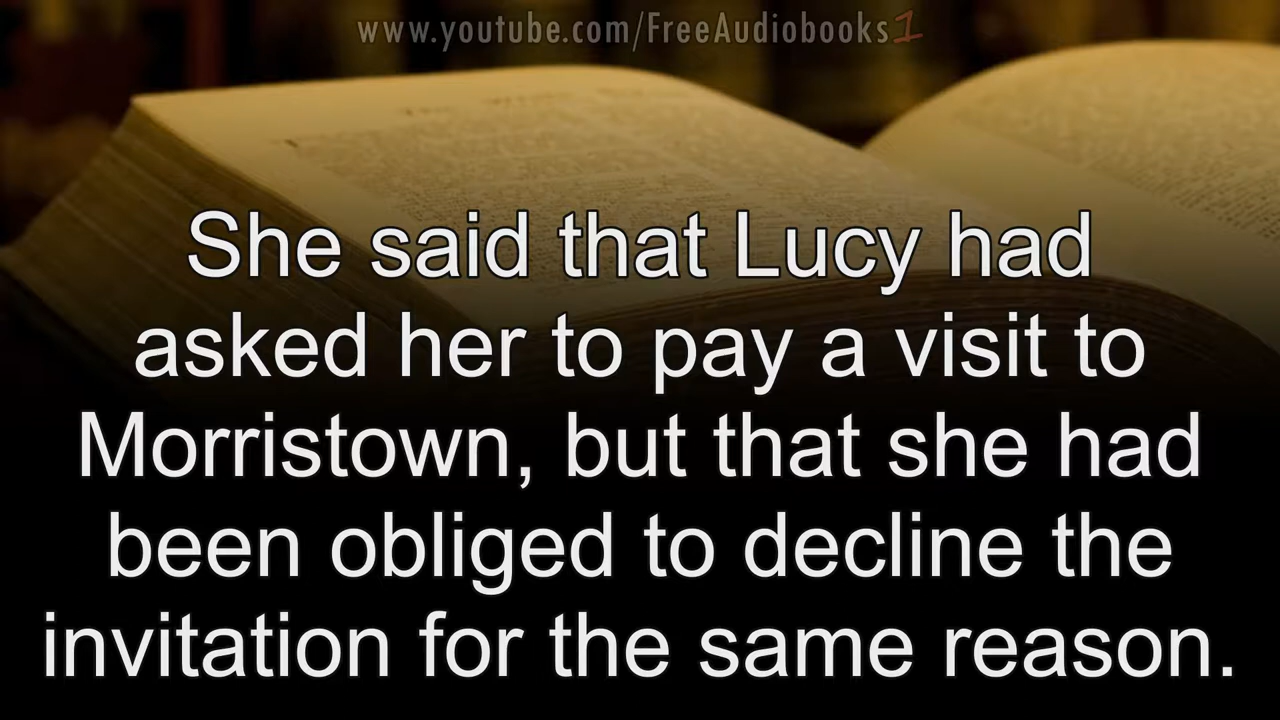 www.youtube.com/FreeAudiobooks1
She said that Lucy had
asked her to pay a visit to
Morristown, but that she had
been obliged to decline the
invitation for the same reason.